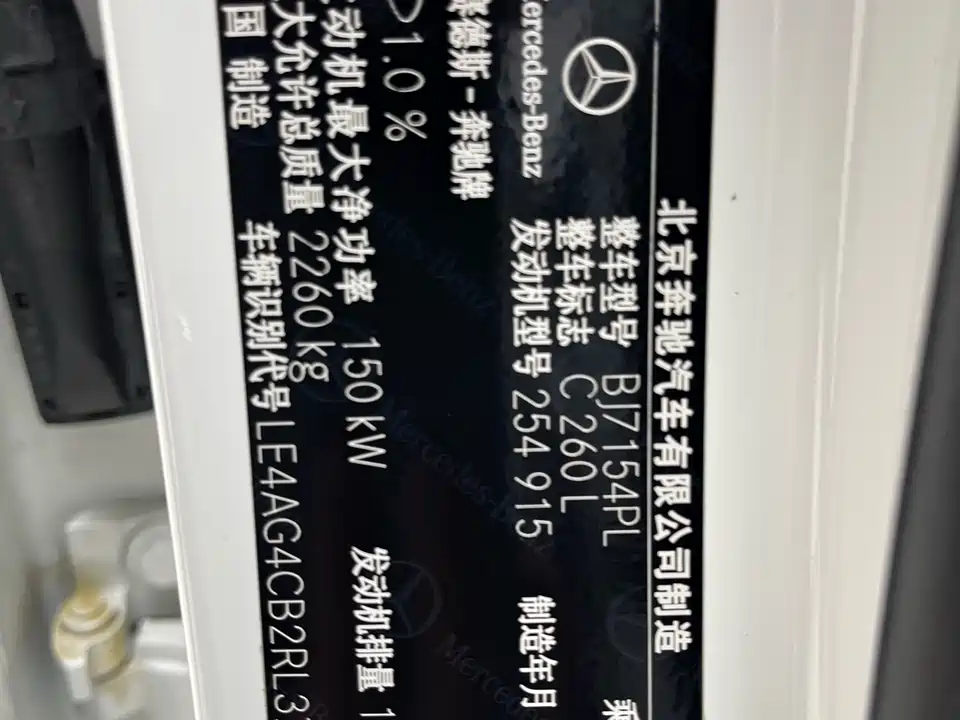 北京奔驰汽车有限公司制造
整车型号 BJ7154PL
整车标志 C 260 L
发动机型号 254 915 制造年月
Mercedes-Benz
赛德斯-奔驰牌
>1.0 %
动机最大净功率 150 kW 发动机排量 1
大允许总质量 2260 kg
国 制造 车辆识别代号 LE4AG4CB2RL3